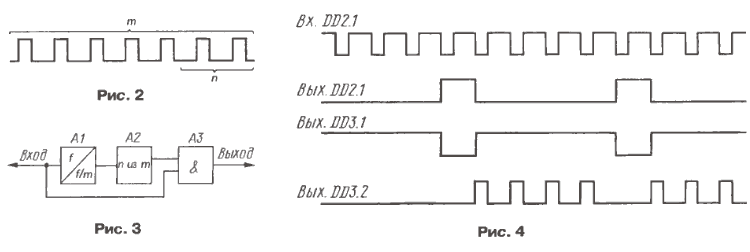 m
n
Рис. 2
A1
A2
A3
Вход
f
f/m
n из m
&
Выход
Рис. 3
Вх. DD2.1
Вых. DD2.1
Вых. DD3.1
Вых. DD3.2
Рис. 4